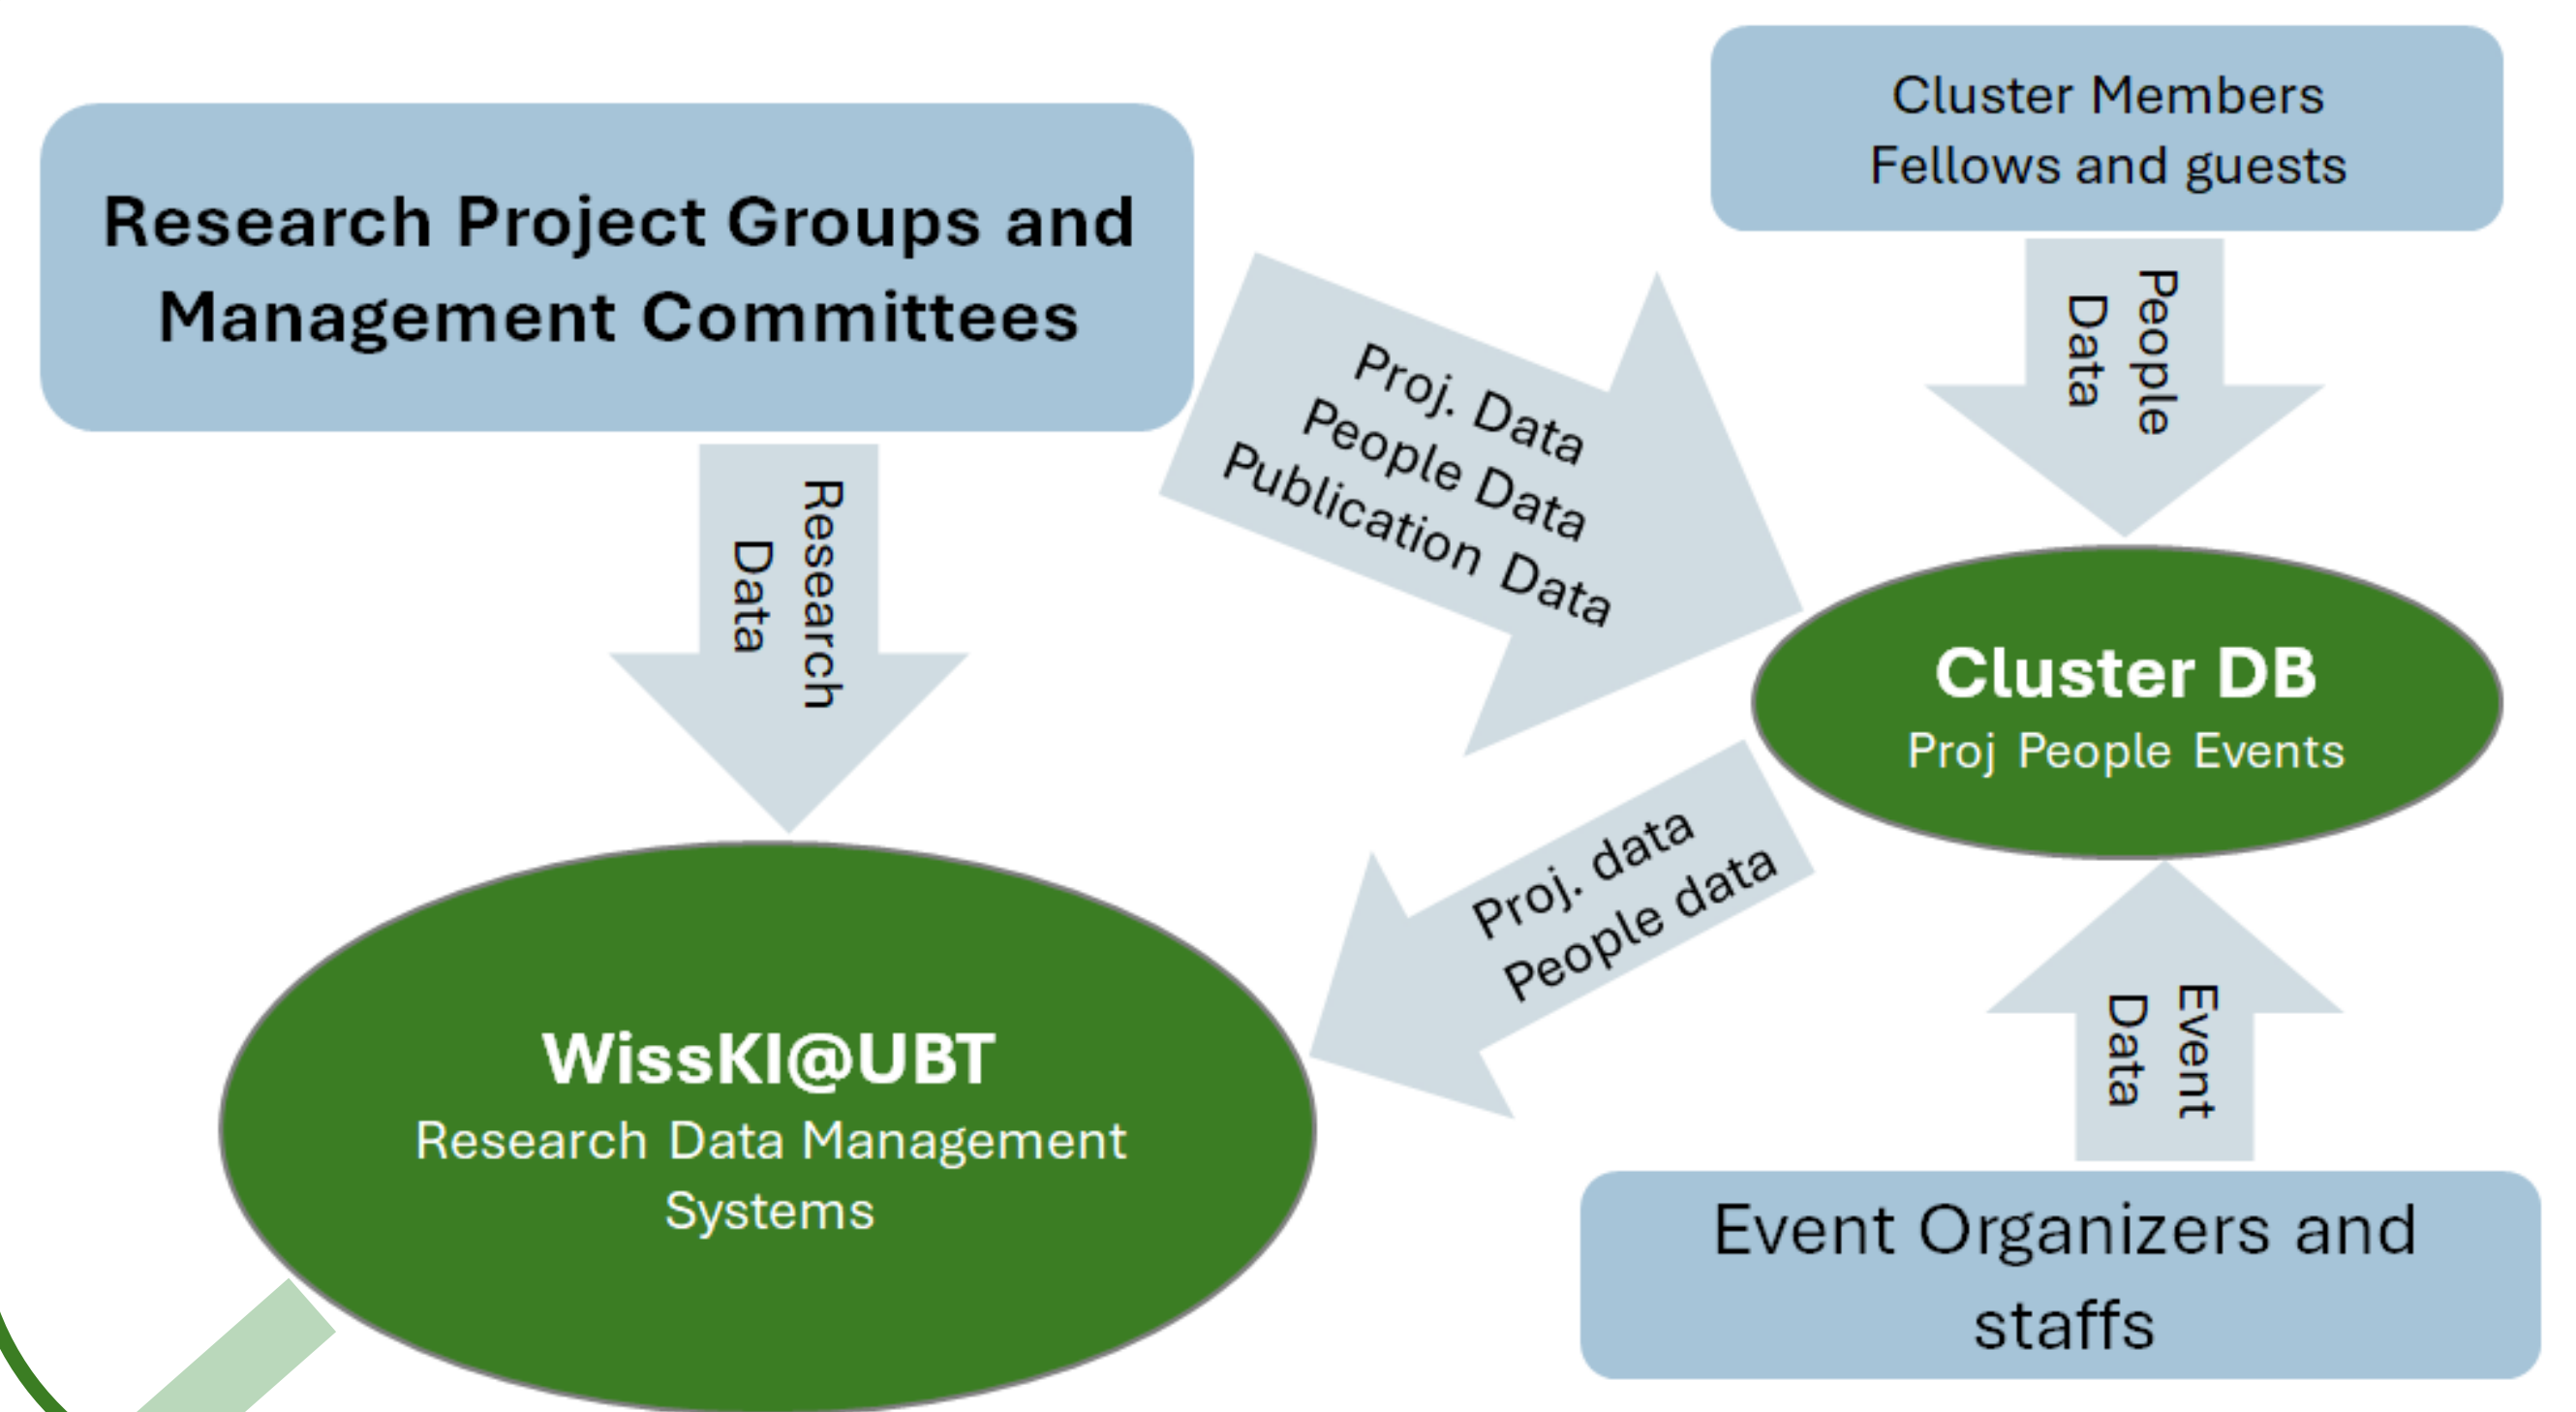 Cluster Members
Fellows and guests
Research Project Groups and
Management Committees
People
Data
Proj. Data
People Data
Publication Data
Research
Data
Cluster DB
Proj People Events
Proj. data
People data
Event
Data
WissKI@UBT
Research Data Management
Systems
Event Organizers and
staffs